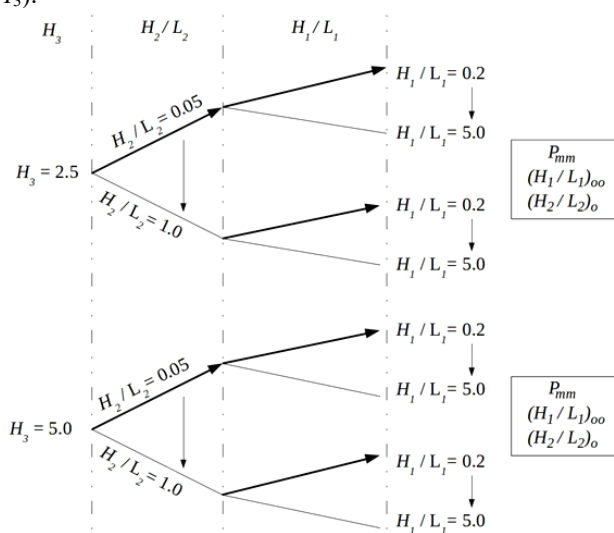 H₃ H₂/L₂ H₁/L₁
H₁/L₁= 0.2
H₂/L₂= 0.05
H₁/L₁= 5.0
H₃ = 2.5
H₂/L₂= 1.0
H₁/L₁= 0.2
H₁/L₁= 5.0
Pmm
(H₁/L₁)oo
(H₂/L₂)o
H₁/L₁= 0.2
H₂/L₂= 0.05
H₁/L₁= 5.0
H₃ = 5.0
H₂/L₂= 1.0
H₁/L₁= 0.2
H₁/L₁= 5.0
Pmm
(H₁/L₁)oo
(H₂/L₂)o